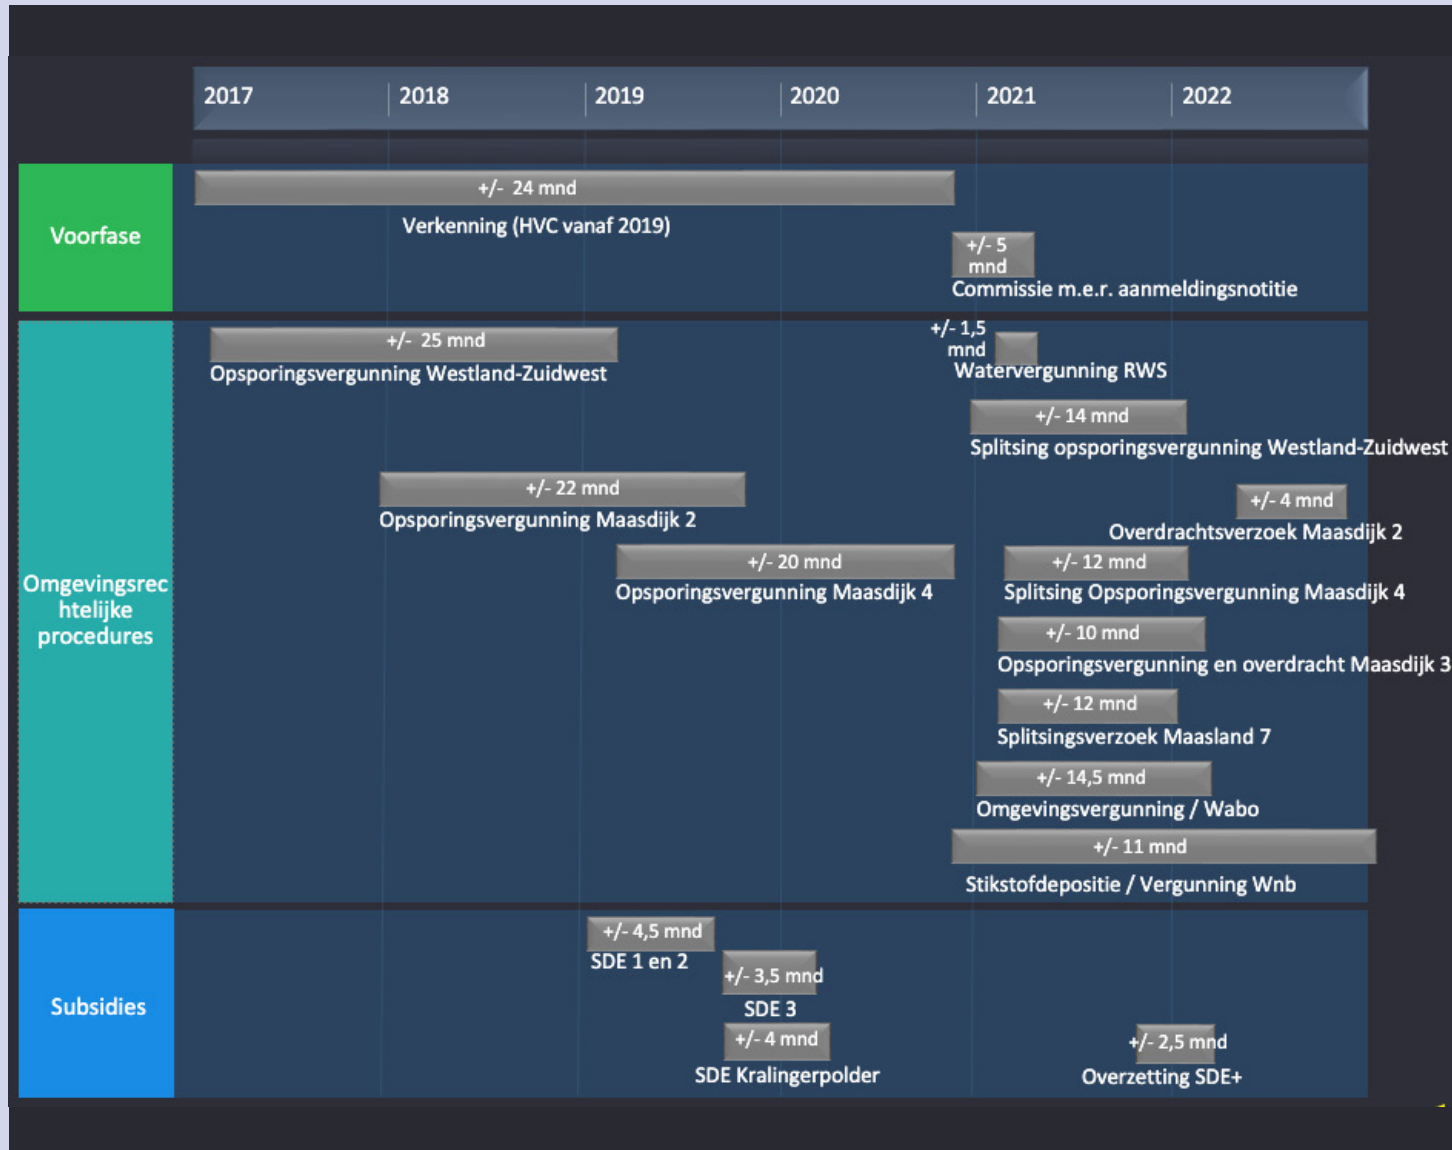 2017 2018 2019 2020 2021 2022
Voorfase
+/- 24 mnd
Verkenning (HVC vanaf 2019)
+/- 5
mnd
Commissie m.e.r. aanmeldingsnotitie
Omgevingsrec
htelijke
procedures
+/- 25 mnd
Opsporingsvergunning Westland-Zuidwest
+/- 1,5
mnd
Watervergunning RWS
+/- 14 mnd
Splitsing opsporingsvergunning Westland-Zuidwest
+/- 22 mnd
Opsporingsvergunning Maasdijk 2
+/- 4 mnd
Overdrachtsverzoek Maasdijk 2
+/- 20 mnd
Opsporingsvergunning Maasdijk 4
+/- 12 mnd
Splitsing Opsporingsvergunning Maasdijk 4
+/- 10 mnd
Opsporingsvergunning en overdracht Maasdijk 3
+/- 12 mnd
Splitsingsverzoek Maasland 7
+/- 14,5 mnd
Omgevingsvergunning / Wabo
+/- 11 mnd
Stikstofdepositie / Vergunning Wnb
Subsidies
+/- 4,5 mnd
SDE 1 en 2
+/- 3,5 mnd
SDE 3
+/- 4 mnd
SDE Kralingerpolder
+/- 2,5 mnd
Overzetting SDE+